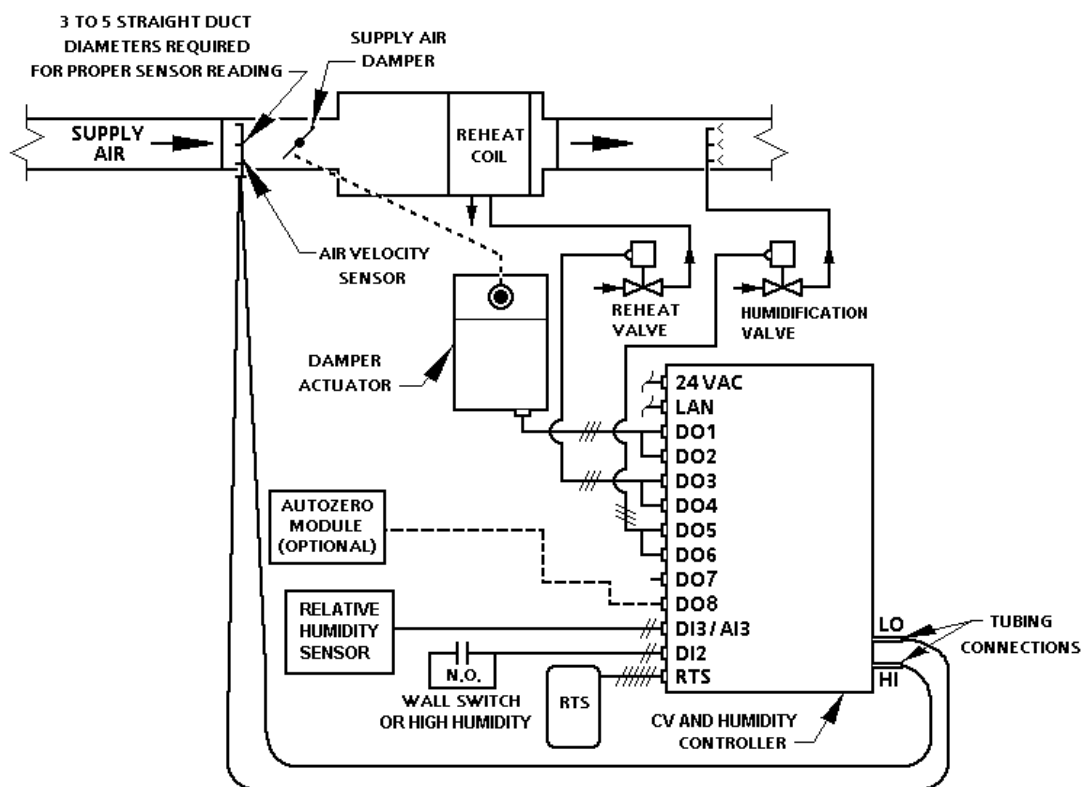 3 TO 5 STRAIGHT DUCT
DIAMETERS REQUIRED
FOR PROPER SENSOR READING
SUPPLY AIR
DAMPER
SUPPLY
AIR
REHEAT
COIL
AIR VELOCITY
SENSOR
REHEAT
VALVE
HUMIDIFICATION
VALVE
DAMPER
ACTUATOR
24 VAC
LAN
DO1
DO2
DO3
DO4
DO5
DO6
DO7
DO8
DI3 / AI3
DI2
RTS
AUTOZERO
MODULE
(OPTIONAL)
RELATIVE
HUMIDITY
SENSOR
N.O.
WALL SWITCH
OR HIGH HUMIDITY
RTS
LO
HI
TUBING
CONNECTIONS
CV AND HUMIDITY
CONTROLLER